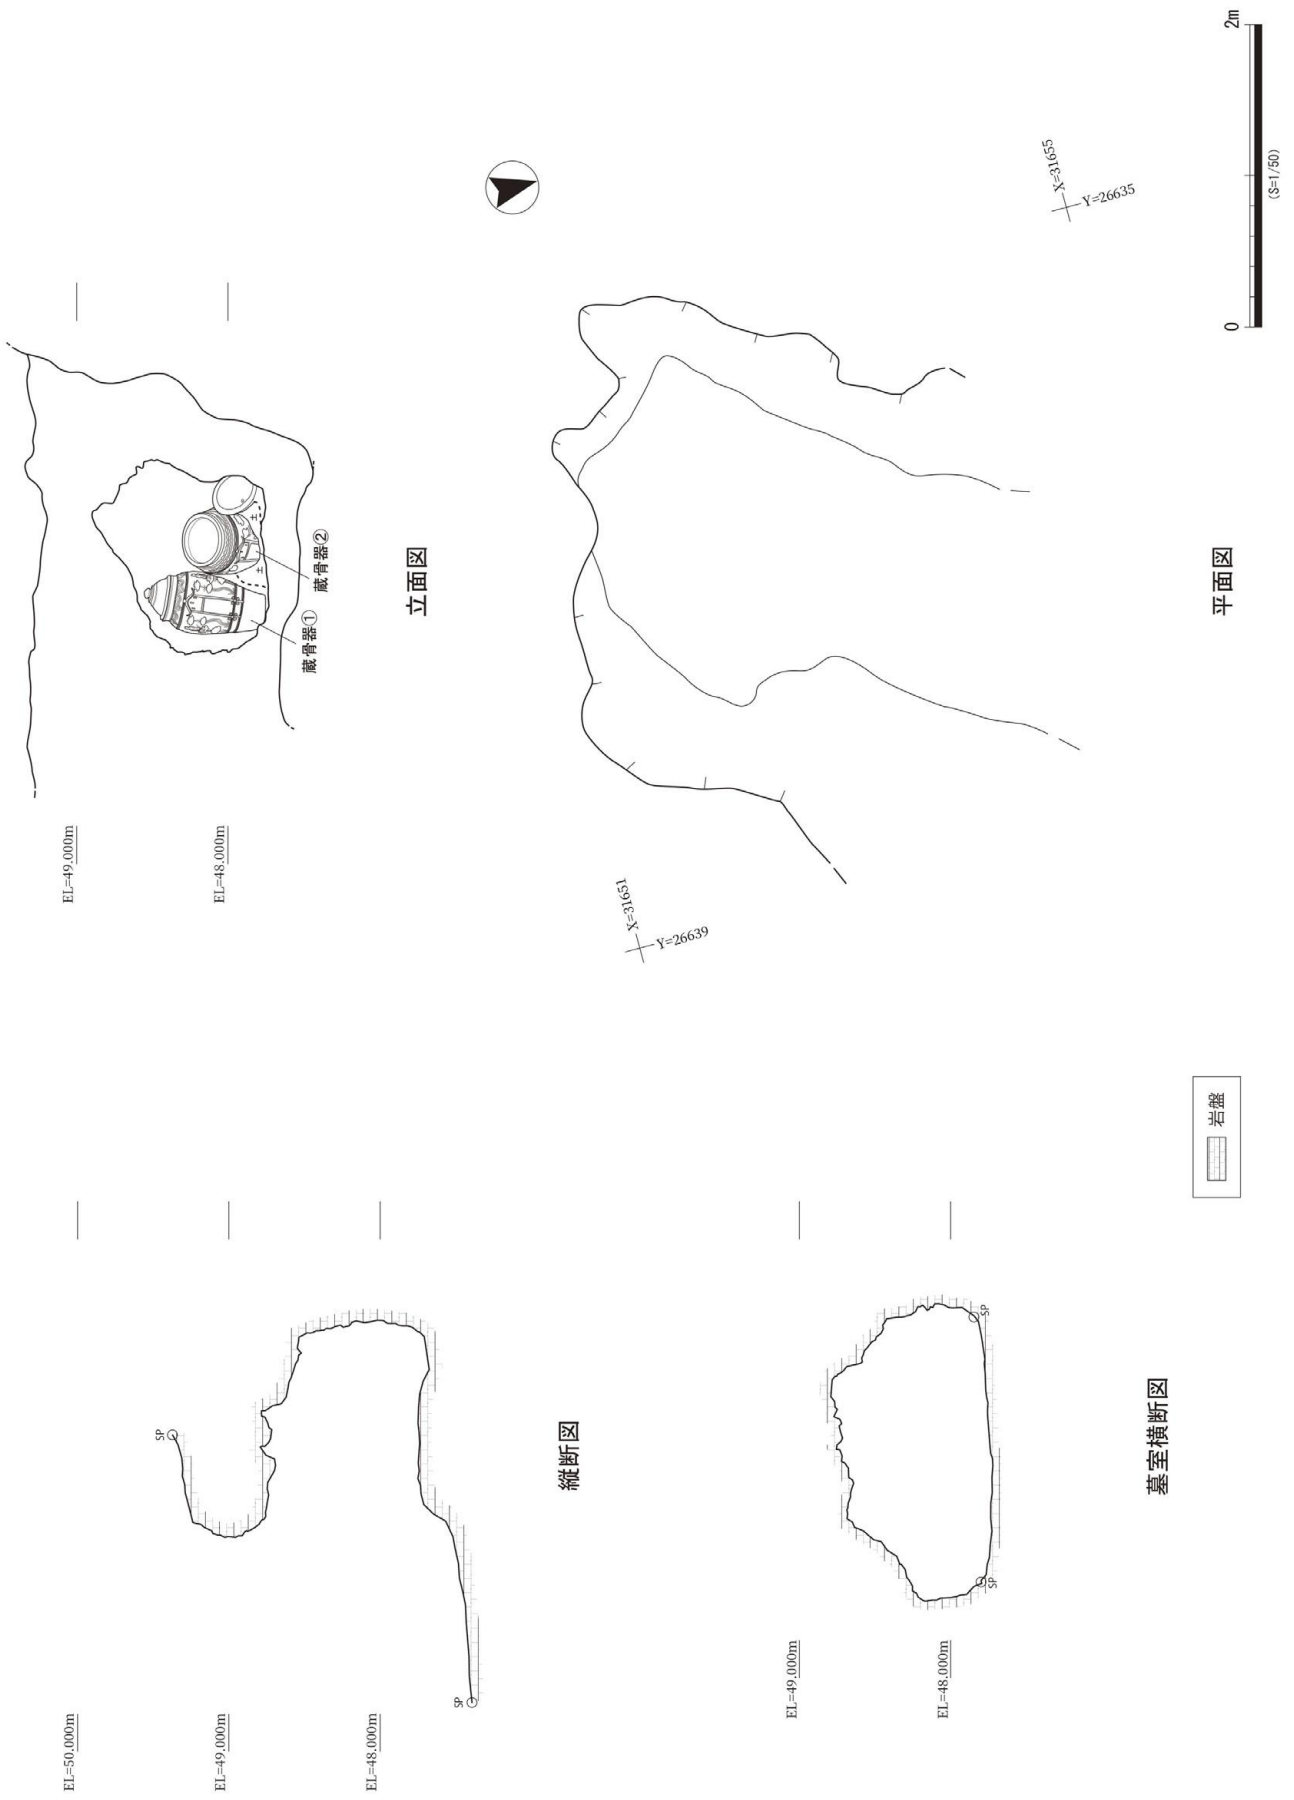 EL=50.000m
EL=49.000m
EL=48.000m
SP
SP
縦断図
EL=49.000m
EL=48.000m
SP
SP
墓室横断図
岩盤
EL=49.000m
EL=48.000m
土
土
蔵骨器①
蔵骨器②
立面図
X=31651
Y=26639
X=31655
Y=26635
平面図
0
2m
(S=1/50)